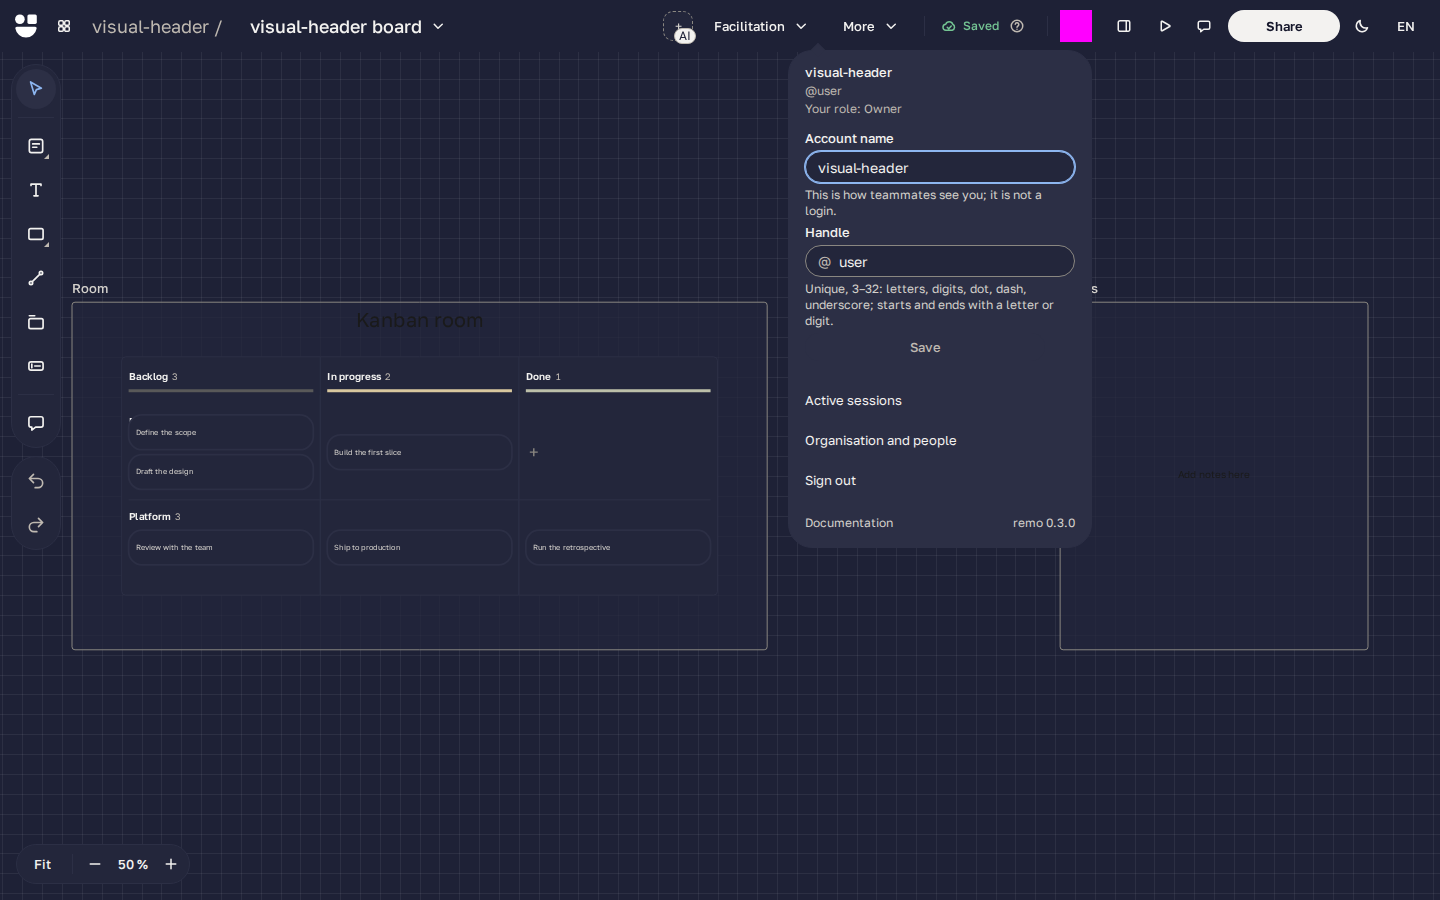 visual-header /
visual-header board
+
AI
Facilitation
More
Saved
Share
EN
visual-header
@user
Your role: Owner
Account name
visual-header
This is how teammates see you; it is not a
login.
Handle
@ user
Unique, 3–32: letters, digits, dot, dash,
underscore; starts and ends with a letter or
digit.
Save
Active sessions
Organisation and people
Sign out
Documentation
remo 0.3.0
Room
s
Kanban room
Backlog 3
In progress 2
Done 1
Define the scope
Build the first slice
+
Draft the design
Add notes here
Platform 3
Review with the team
Ship to production
Run the retrospective
Fit
50 %